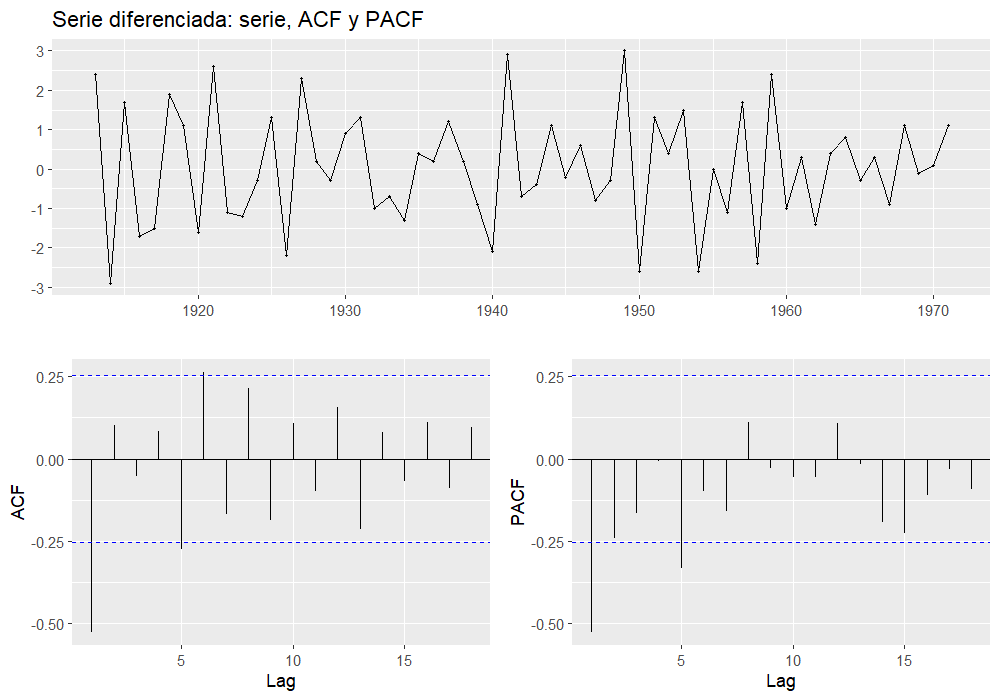 Serie diferenciada: serie, ACF y PACF
3
2
1
0
-1
-2
-3
1920 1930 1940 1950 1960 1970
0.25 0.25
0.00 0.00
-0.25 -0.25
-0.50 -0.50
ACF PACF
5 10 15 5 10 15
Lag Lag